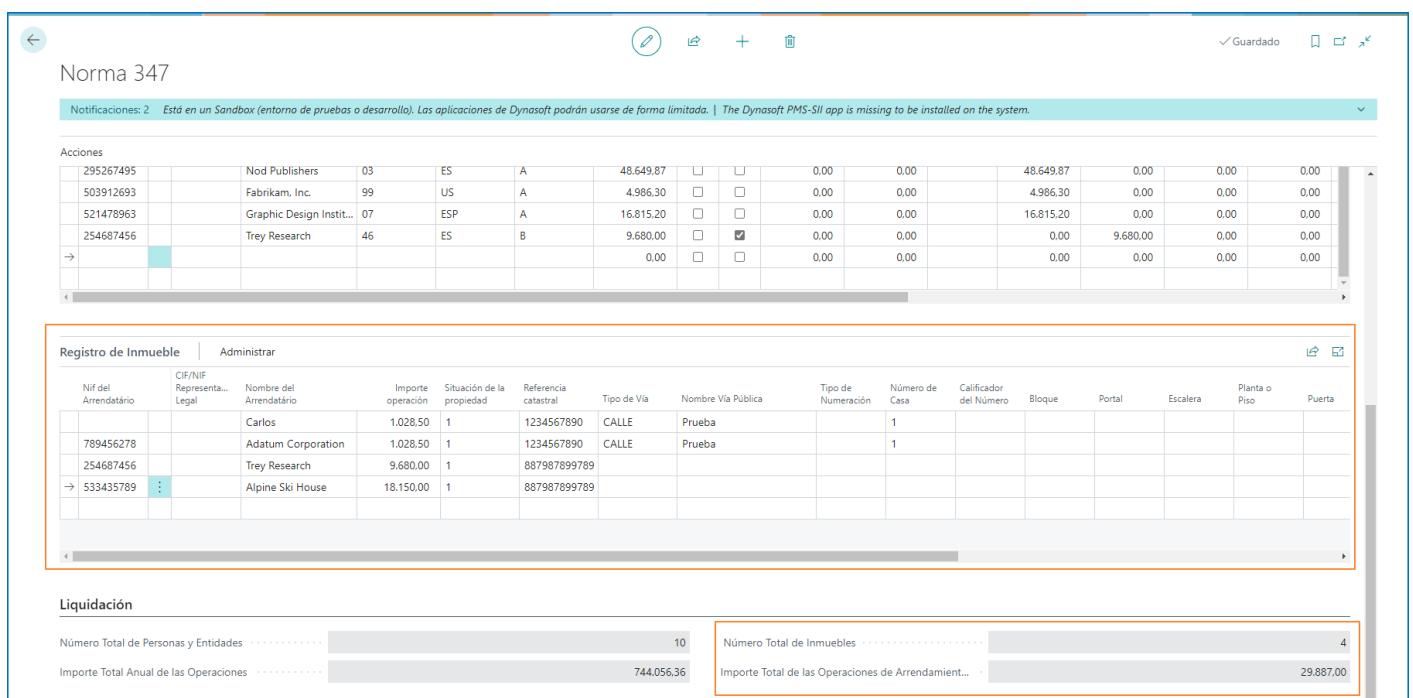 Guardado
Norma 347
Notificaciones: 2 Está en un Sandbox (entorno de pruebas o desarrollo). Las aplicaciones de Dynasoft podrán usarse de forma limitada. | The Dynasoft PMS-SII app is missing to be installed on the system.
Acciones
295267495 Nod Publishers 03 ES A 48.649,87 0,00 0,00 48.649,87 0,00 0,00 0,00
503912693 Fabrikam, Inc. 99 US A 4.986,30 0,00 0,00 4.986,30 0,00 0,00 0,00
521478963 Graphic Design Instit... 07 ESP A 16.815,20 0,00 0,00 16.815,20 0,00 0,00 0,00
254687456 Trey Research 46 ES B 9.680,00 0,00 0,00 0,00 9.680,00 0,00 0,00
0,00 0,00 0,00 0,00 0,00 0,00 0,00
Registro de Inmueble | Administrar
Nif del Arrendatário CIF/NIF Representa... Legal Nombre del Arrendatário Importe operación Situación de la propiedad Referencia catastral Tipo de Vía Nombre Vía Pública Tipo de Numeración Número de Casa Calificador del Número Bloque Portal Escalera Planta o Piso Puerta
Carlos 1.028,50 1 1234567890 CALLE Prueba 1
789456278 Adatum Corporation 1.028,50 1 1234567890 CALLE Prueba 1
254687456 Trey Research 9.680,00 1 887987899789
533435789 Alpine Ski House 18.150,00 1 887987899789
Liquidación
Número Total de Personas y Entidades 10 Número Total de Inmuebles 4
Importe Total Anual de las Operaciones 744.056,36 Importe Total de las Operaciones de Arrendamient... 29.887,00